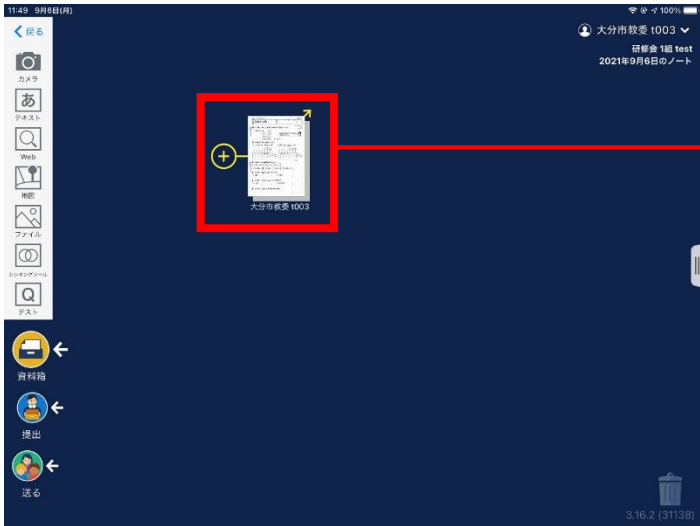 11:49 9月6日(月)
100%
戻る
大分市教委 t003
研修会 1組 test
2021年9月6日のノート
カメラ
あ
テキスト
Web
地図
ファイル
シンキングツール
Q
テスト
大分市教委 t003
資料箱
提出
送る
3.16.2 (31138)